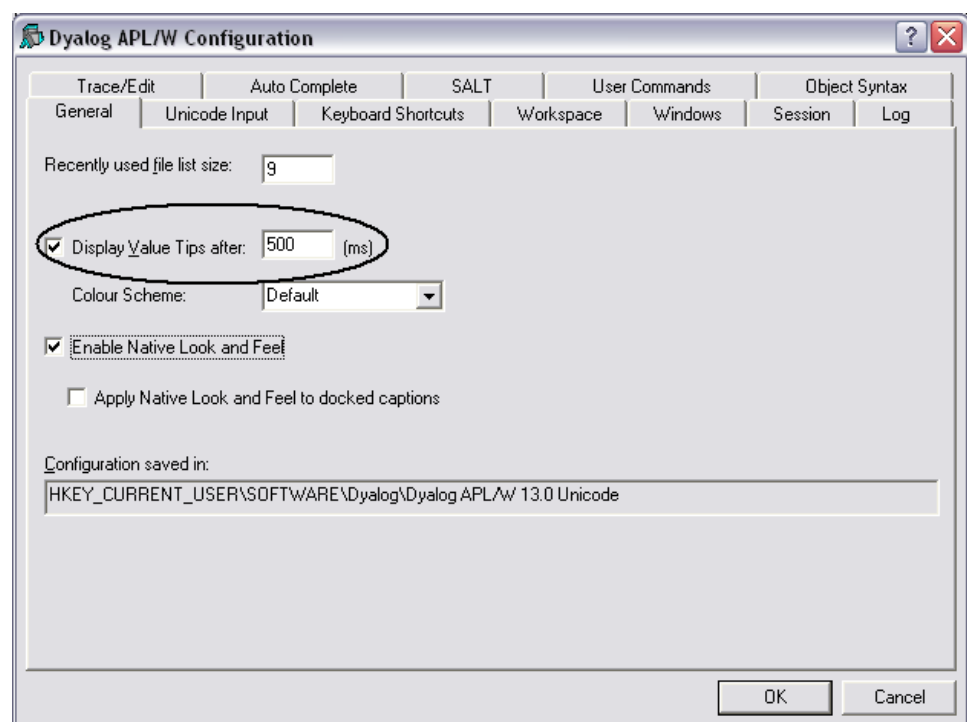 Dyalog APL/W Configuration
Trace/Edit Auto Complete SALT User Commands Object Syntax
General Unicode Input Keyboard Shortcuts Workspace Windows Session Log
Recently used file list size: 9
Display Value Tips after: 500 (ms)
Colour Scheme: Default
Enable Native Look and Feel
Apply Native Look and Feel to docked captions
Configuration saved in:
HKEY_CURRENT_USER\SOFTWARE\Dyalog\Dyalog APL/W 13.0 Unicode
OK Cancel